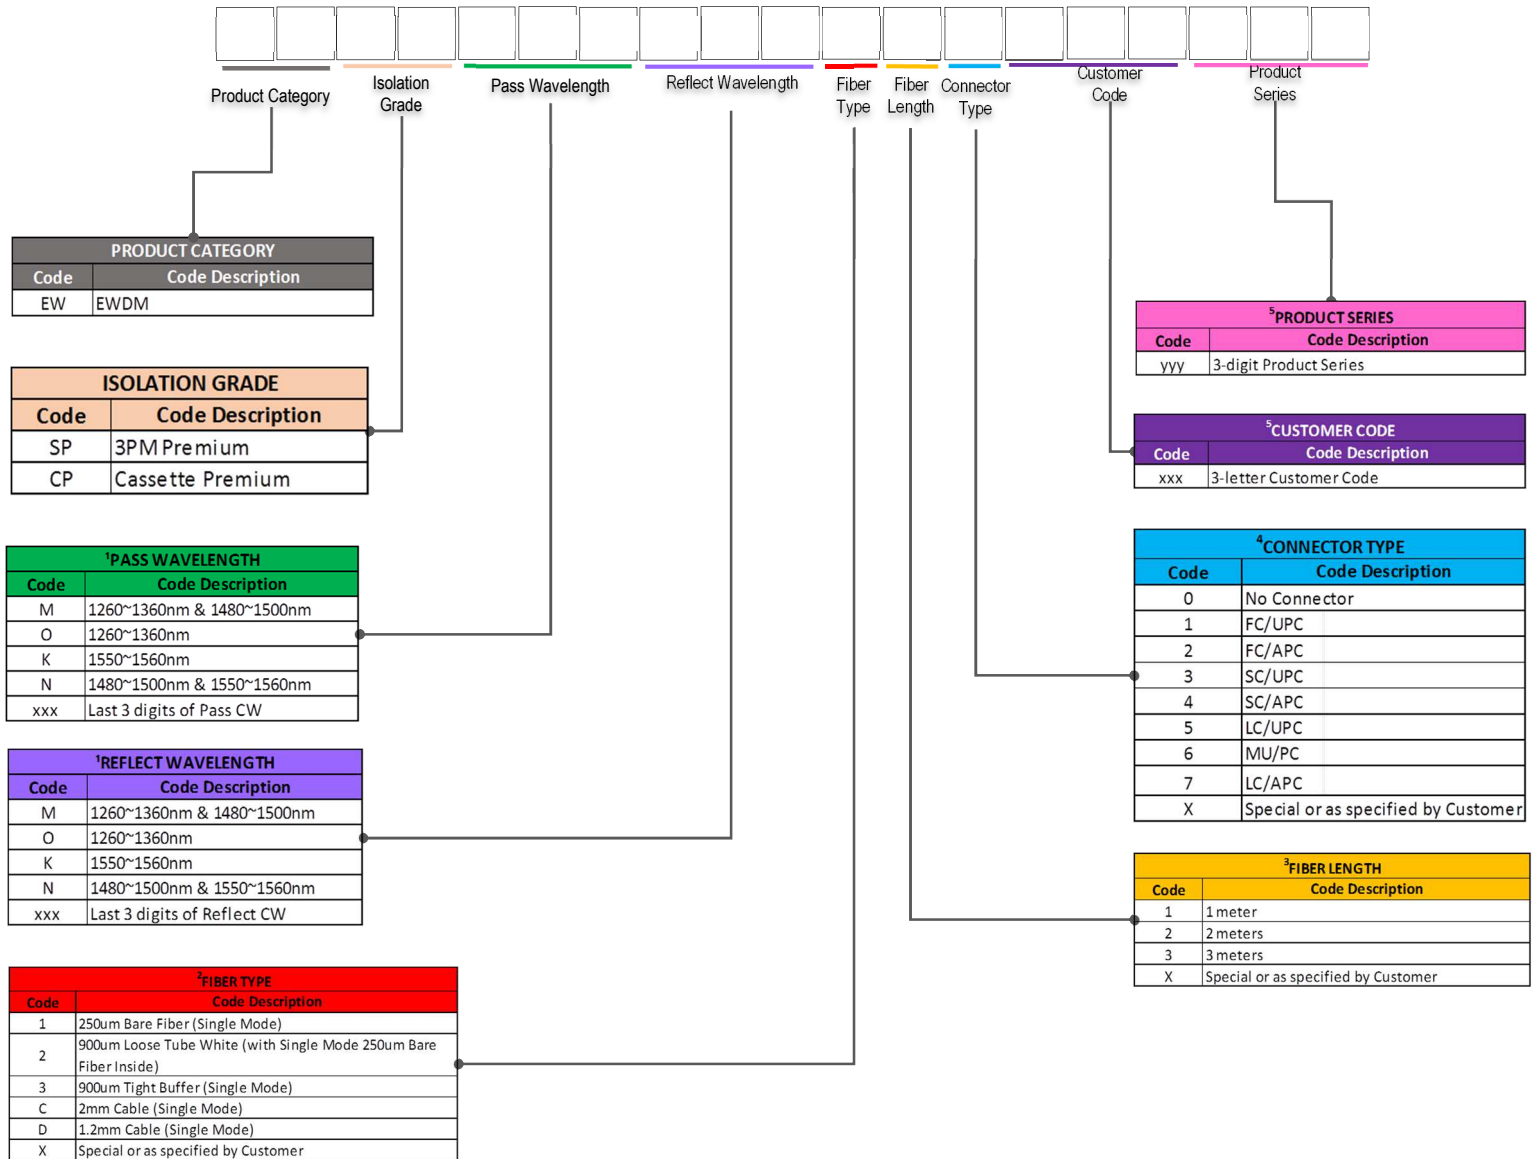 Product Category
Isolation
Grade
Pass Wavelength
Reflect Wavelength
Fiber
Type
Fiber
Length
Connector
Type
Customer
Code
Product
Series
PRODUCT CATEGORY
Code Code Description
EW EWDM
ISOLATION GRADE
Code Code Description
SP 3PM Premium
CP Cassette Premium
¹PASS WAVELENGTH
Code Code Description
M 1260~1360nm & 1480~1500nm
O 1260~1360nm
K 1550~1560nm
N 1480~1500nm & 1550~1560nm
xxx Last 3 digits of Pass CW
¹REFLECT WAVELENGTH
Code Code Description
M 1260~1360nm & 1480~1500nm
O 1260~1360nm
K 1550~1560nm
N 1480~1500nm & 1550~1560nm
xxx Last 3 digits of Reflect CW
²FIBER TYPE
Code Code Description
1 250um Bare Fiber (Single Mode)
2 900um Loose Tube White (with Single Mode 250um Bare
Fiber Inside)
3 900um Tight Buffer (Single Mode)
C 2mm Cable (Single Mode)
D 1.2mm Cable (Single Mode)
X Special or as specified by Customer
⁵PRODUCT SERIES
Code Code Description
yyy 3-digit Product Series
⁵CUSTOMER CODE
Code Code Description
xxx 3-letter Customer Code
⁴CONNECTOR TYPE
Code Code Description
0 No Connector
1 FC/UPC
2 FC/APC
3 SC/UPC
4 SC/APC
5 LC/UPC
6 MU/PC
7 LC/APC
X Special or as specified by Customer
³FIBER LENGTH
Code Code Description
1 1 meter
2 2 meters
3 3 meters
X Special or as specified by Customer